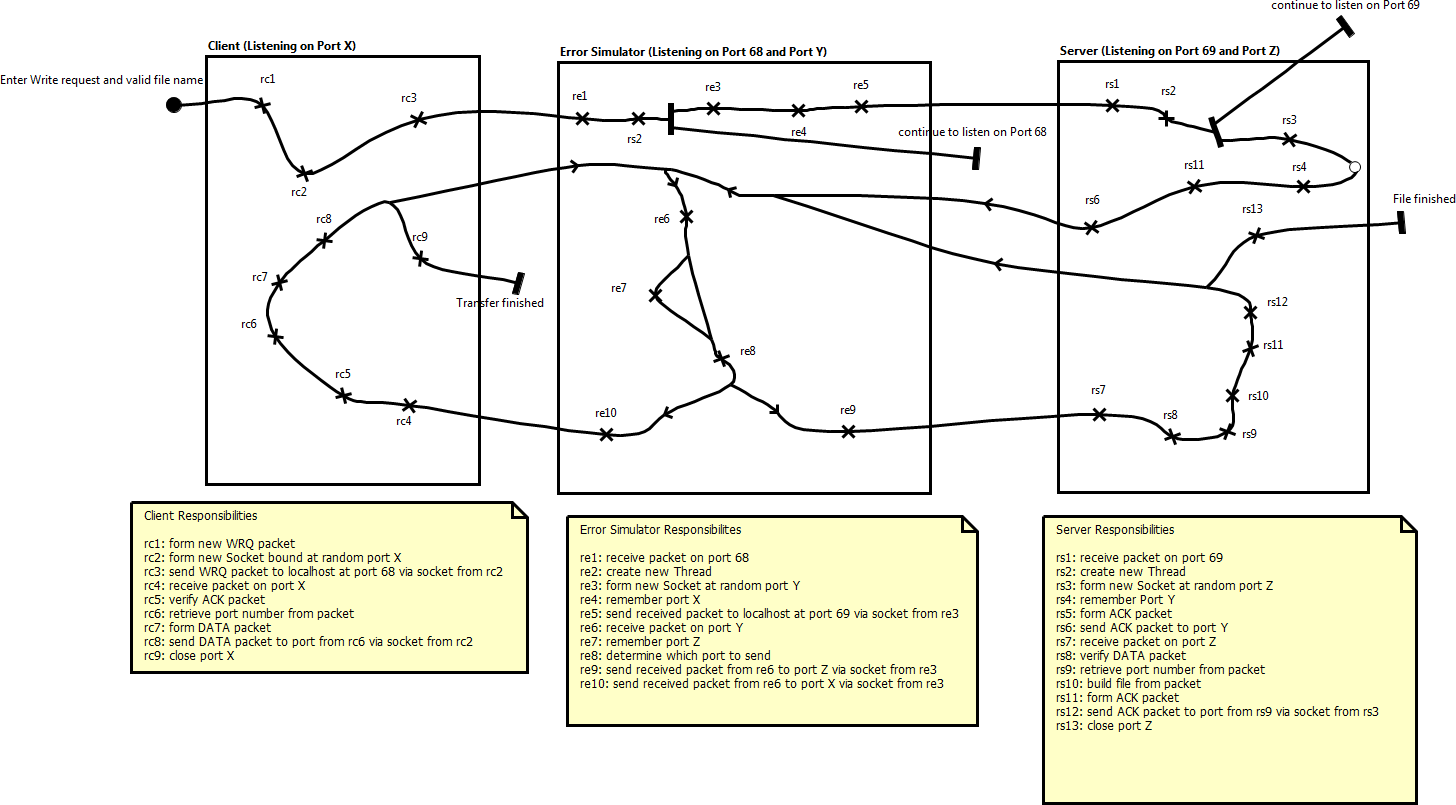 continue to listen on Port 69
Client (Listening on Port X)
Error Simulator (Listening on Port 68 and Port Y)
Server (Listening on Port 69 and Port Z)
Enter Write request and valid file name
rc1
rc3
rc2
rc8
rc9
rc7
Transfer finished
rc6
rc5
rc4
re1
rs2
re3
re5
re4
continue to listen on Port 68
re6
re7
re8
re10
re9
rs1
rs2
rs3
rs11
rs4
rs6
rs13
File finished
rs12
rs11
rs7
rs10
rs8
rs9
Client Responsibilities
rc1: form new WRQ packet
rc2: form new Socket bound at random port X
rc3: send WRQ packet to localhost at port 68 via socket from rc2
rc4: receive packet on port X
rc5: verify ACK packet
rc6: retrieve port number from packet
rc7: form DATA packet
rc8: send DATA packet to port from rc6 via socket from rc2
rc9: close port X
Error Simulator Responsibilites
re1: receive packet on port 68
re2: create new Thread
re3: form new Socket at random port Y
re4: remember port X
re5: send received packet to localhost at port 69 via socket from re3
re6: receive packet on port Y
re7: remember port Z
re8: determine which port to send
re9: send received packet from re6 to port Z via socket from re3
re10: send received packet from re6 to port X via socket from re3
Server Responsibilities
rs1: receive packet on port 69
rs2: create new Thread
rs3: form new Socket at random port Z
rs4: remember Port Y
rs5: form ACK packet
rs6: send ACK packet to port Y
rs7: receive packet on port Z
rs8: verify DATA packet
rs9: retrieve port number from packet
rs10: build file from packet
rs11: form ACK packet
rs12: send ACK packet to port from rs9 via socket from rs3
rs13: close port Z